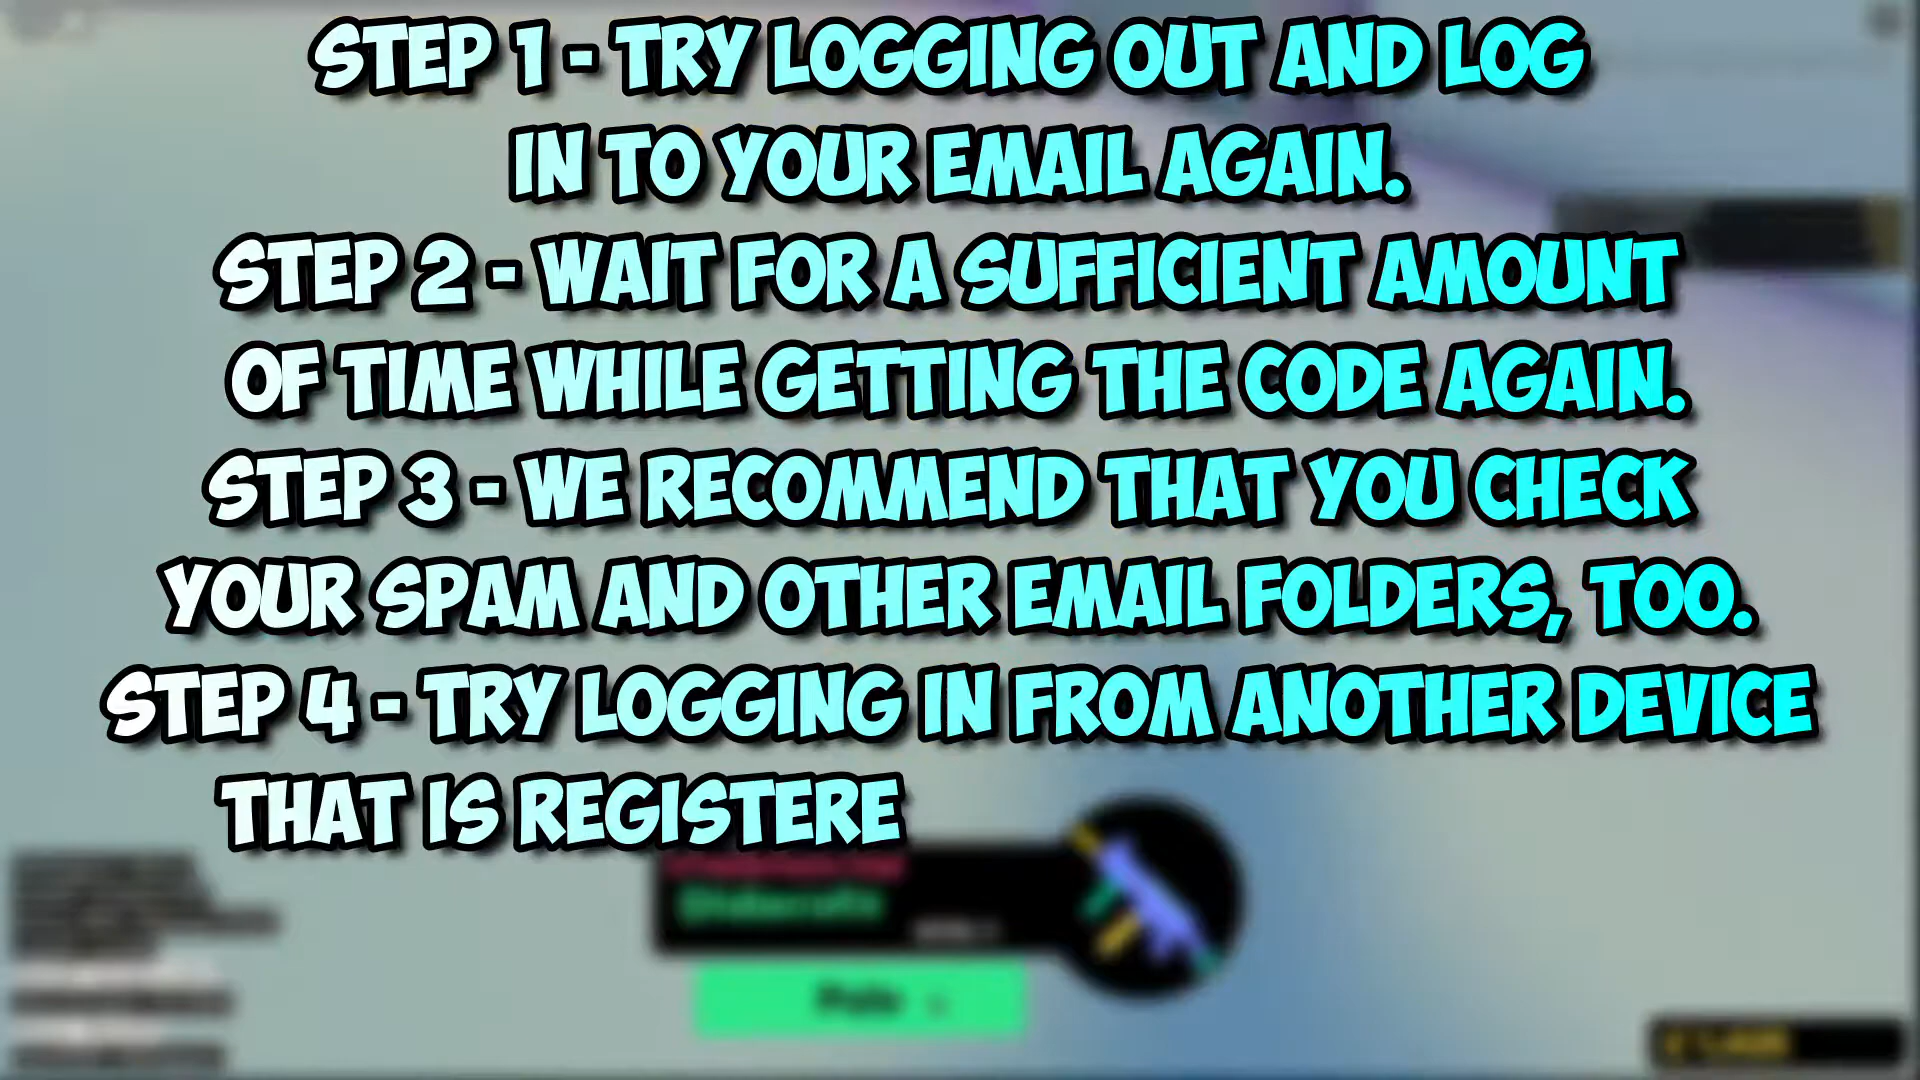 STEP 1 - TRY LOGGING OUT AND LOG
IN TO YOUR EMAIL AGAIN.
STEP 2 - WAIT FOR A SUFFICIENT AMOUNT
OF TIME WHILE GETTING THE CODE AGAIN.
STEP 3 - WE RECOMMEND THAT YOU CHECK
YOUR SPAM AND OTHER EMAIL FOLDERS, TOO.
STEP 4 - TRY LOGGING IN FROM ANOTHER DEVICE
THAT IS REGISTERE